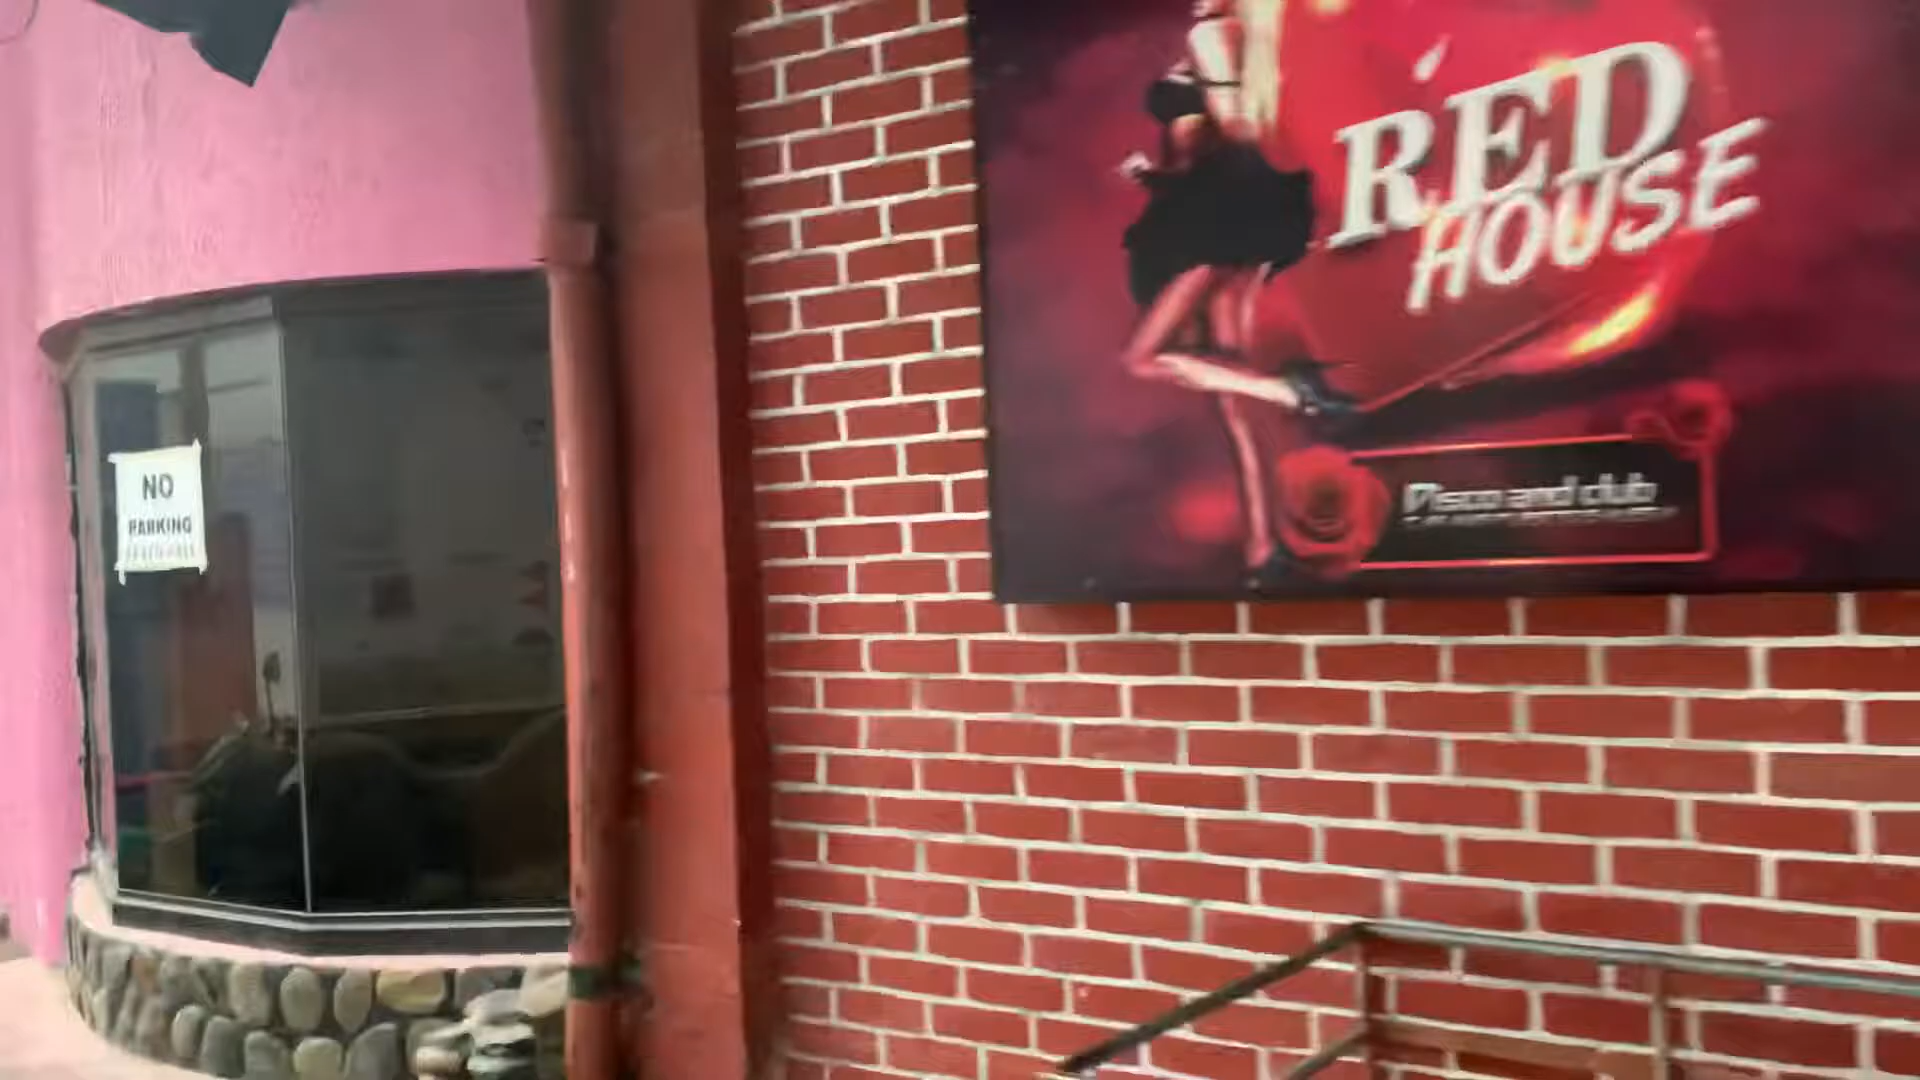 NO
PARKING
RED
HOUSE
Disco and club